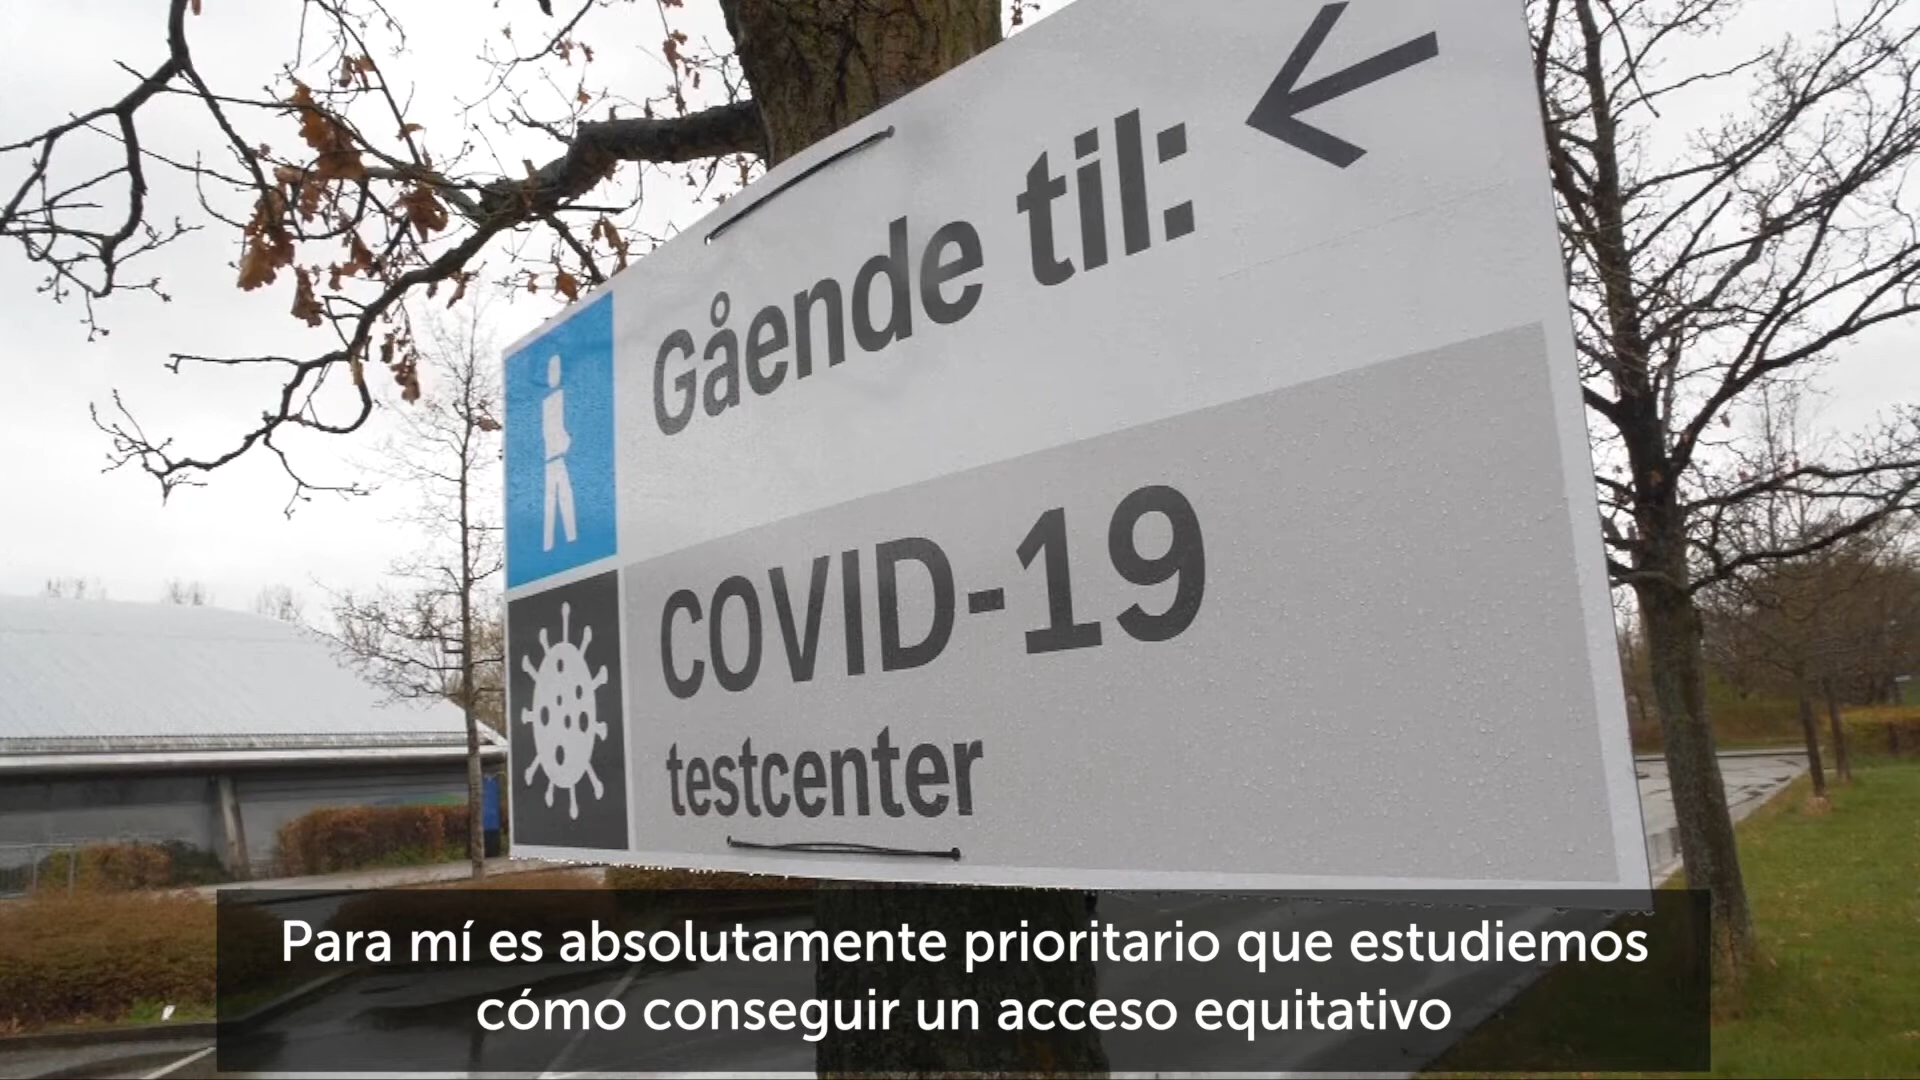 Gående til:
COVID-19
testcenter
Para mí es absolutamente prioritario que estudiemos
cómo conseguir un acceso equitativo